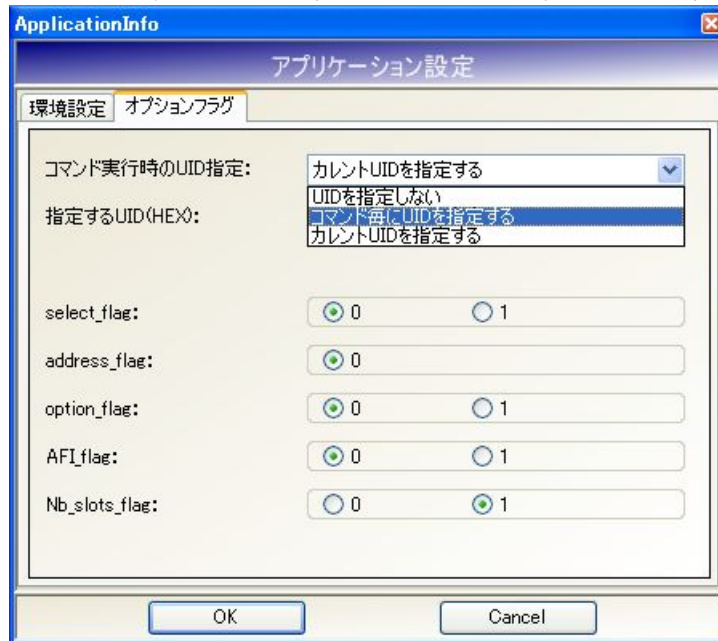 ApplicationInfo
アプリケーション設定
環境設定 オプションフラグ
コマンド実行時のUID指定: カレントUIDを指定する
UIDを指定しない
コマンド毎にUIDを指定する
カレントUIDを指定する
指定するUID(HEX):
select_flag: 0 1
address_flag: 0
option_flag: 0 1
AFI_flag: 0 1
Nb_slots_flag: 0 1
OK Cancel